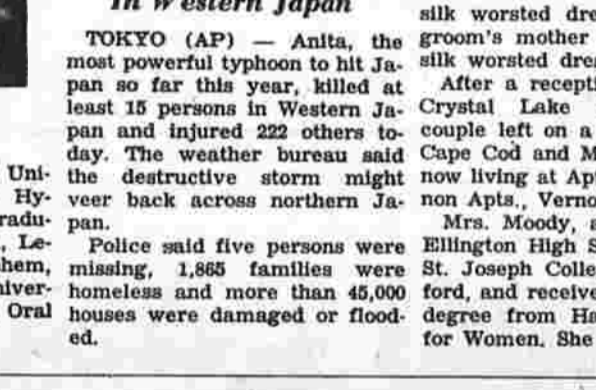 In Western Japan
TOKYO (AP) — Anita, the
most powerful typhoon to hit Ja-
pan so far this year, killed at
least 15 persons in Western Ja-
pan and injured 222 others to-
day. The weather bureau said
the destructive storm might
veer back across northern Ja-
pan.
Police said five persons were
missing, 1,865 families were
homeless and more than 45,000
houses were damaged or flood-
ed.
Uni-
Hy-
radu-
, Le-
hem,
niver-
Oral
silk worsted dre
groom's mother
silk worsted dre
After a recepti
Crystal Lake
couple left on a
Cape Cod and M
now living at Ap
non Apts., Verno
Mrs. Moody, a
Ellington High S
St. Joseph Colle
ford, and receive
degree from Ha
for Women. She